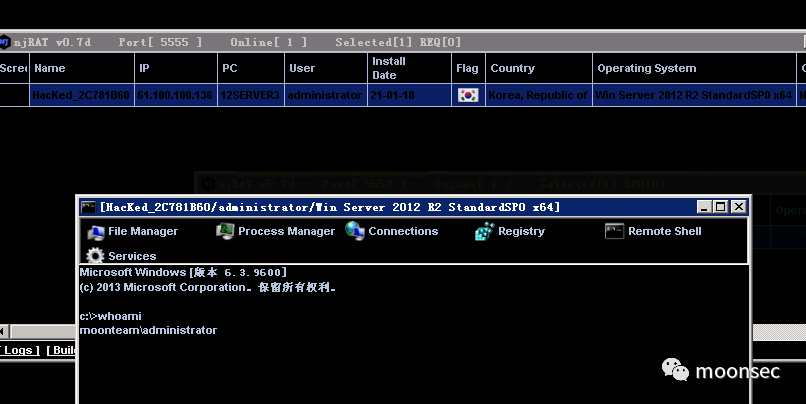 njRAT v0.7d Port[ 5555 ] Online[ 1 ] Selected[1] REQ[0]
Scree Name IP PC User Install Date Flag Country Operating System
HacKed_2C781B60 61.100.100.136 12SERVER3 administrator 21-01-10 Korea, Republic of Win Server 2012 R2 StandardSP0 x64 N
[HacKed_2C781B60/administrator/Win Server 2012 R2 StandardSP0 x64]
File Manager Process Manager Connections Registry Remote Shell
Services
Microsoft Windows [版本 6.3.9600]
(c) 2013 Microsoft Corporation。保留所有权利。
c:\>whoami
moonteam\administrator
[ Logs ] [ Build
moonsec